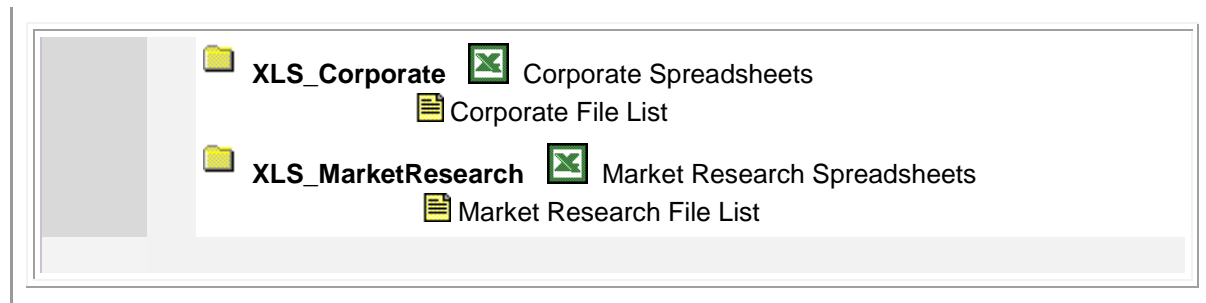 XLS_Corporate Corporate Spreadsheets
Corporate File List
XLS_MarketResearch Market Research Spreadsheets
Market Research File List